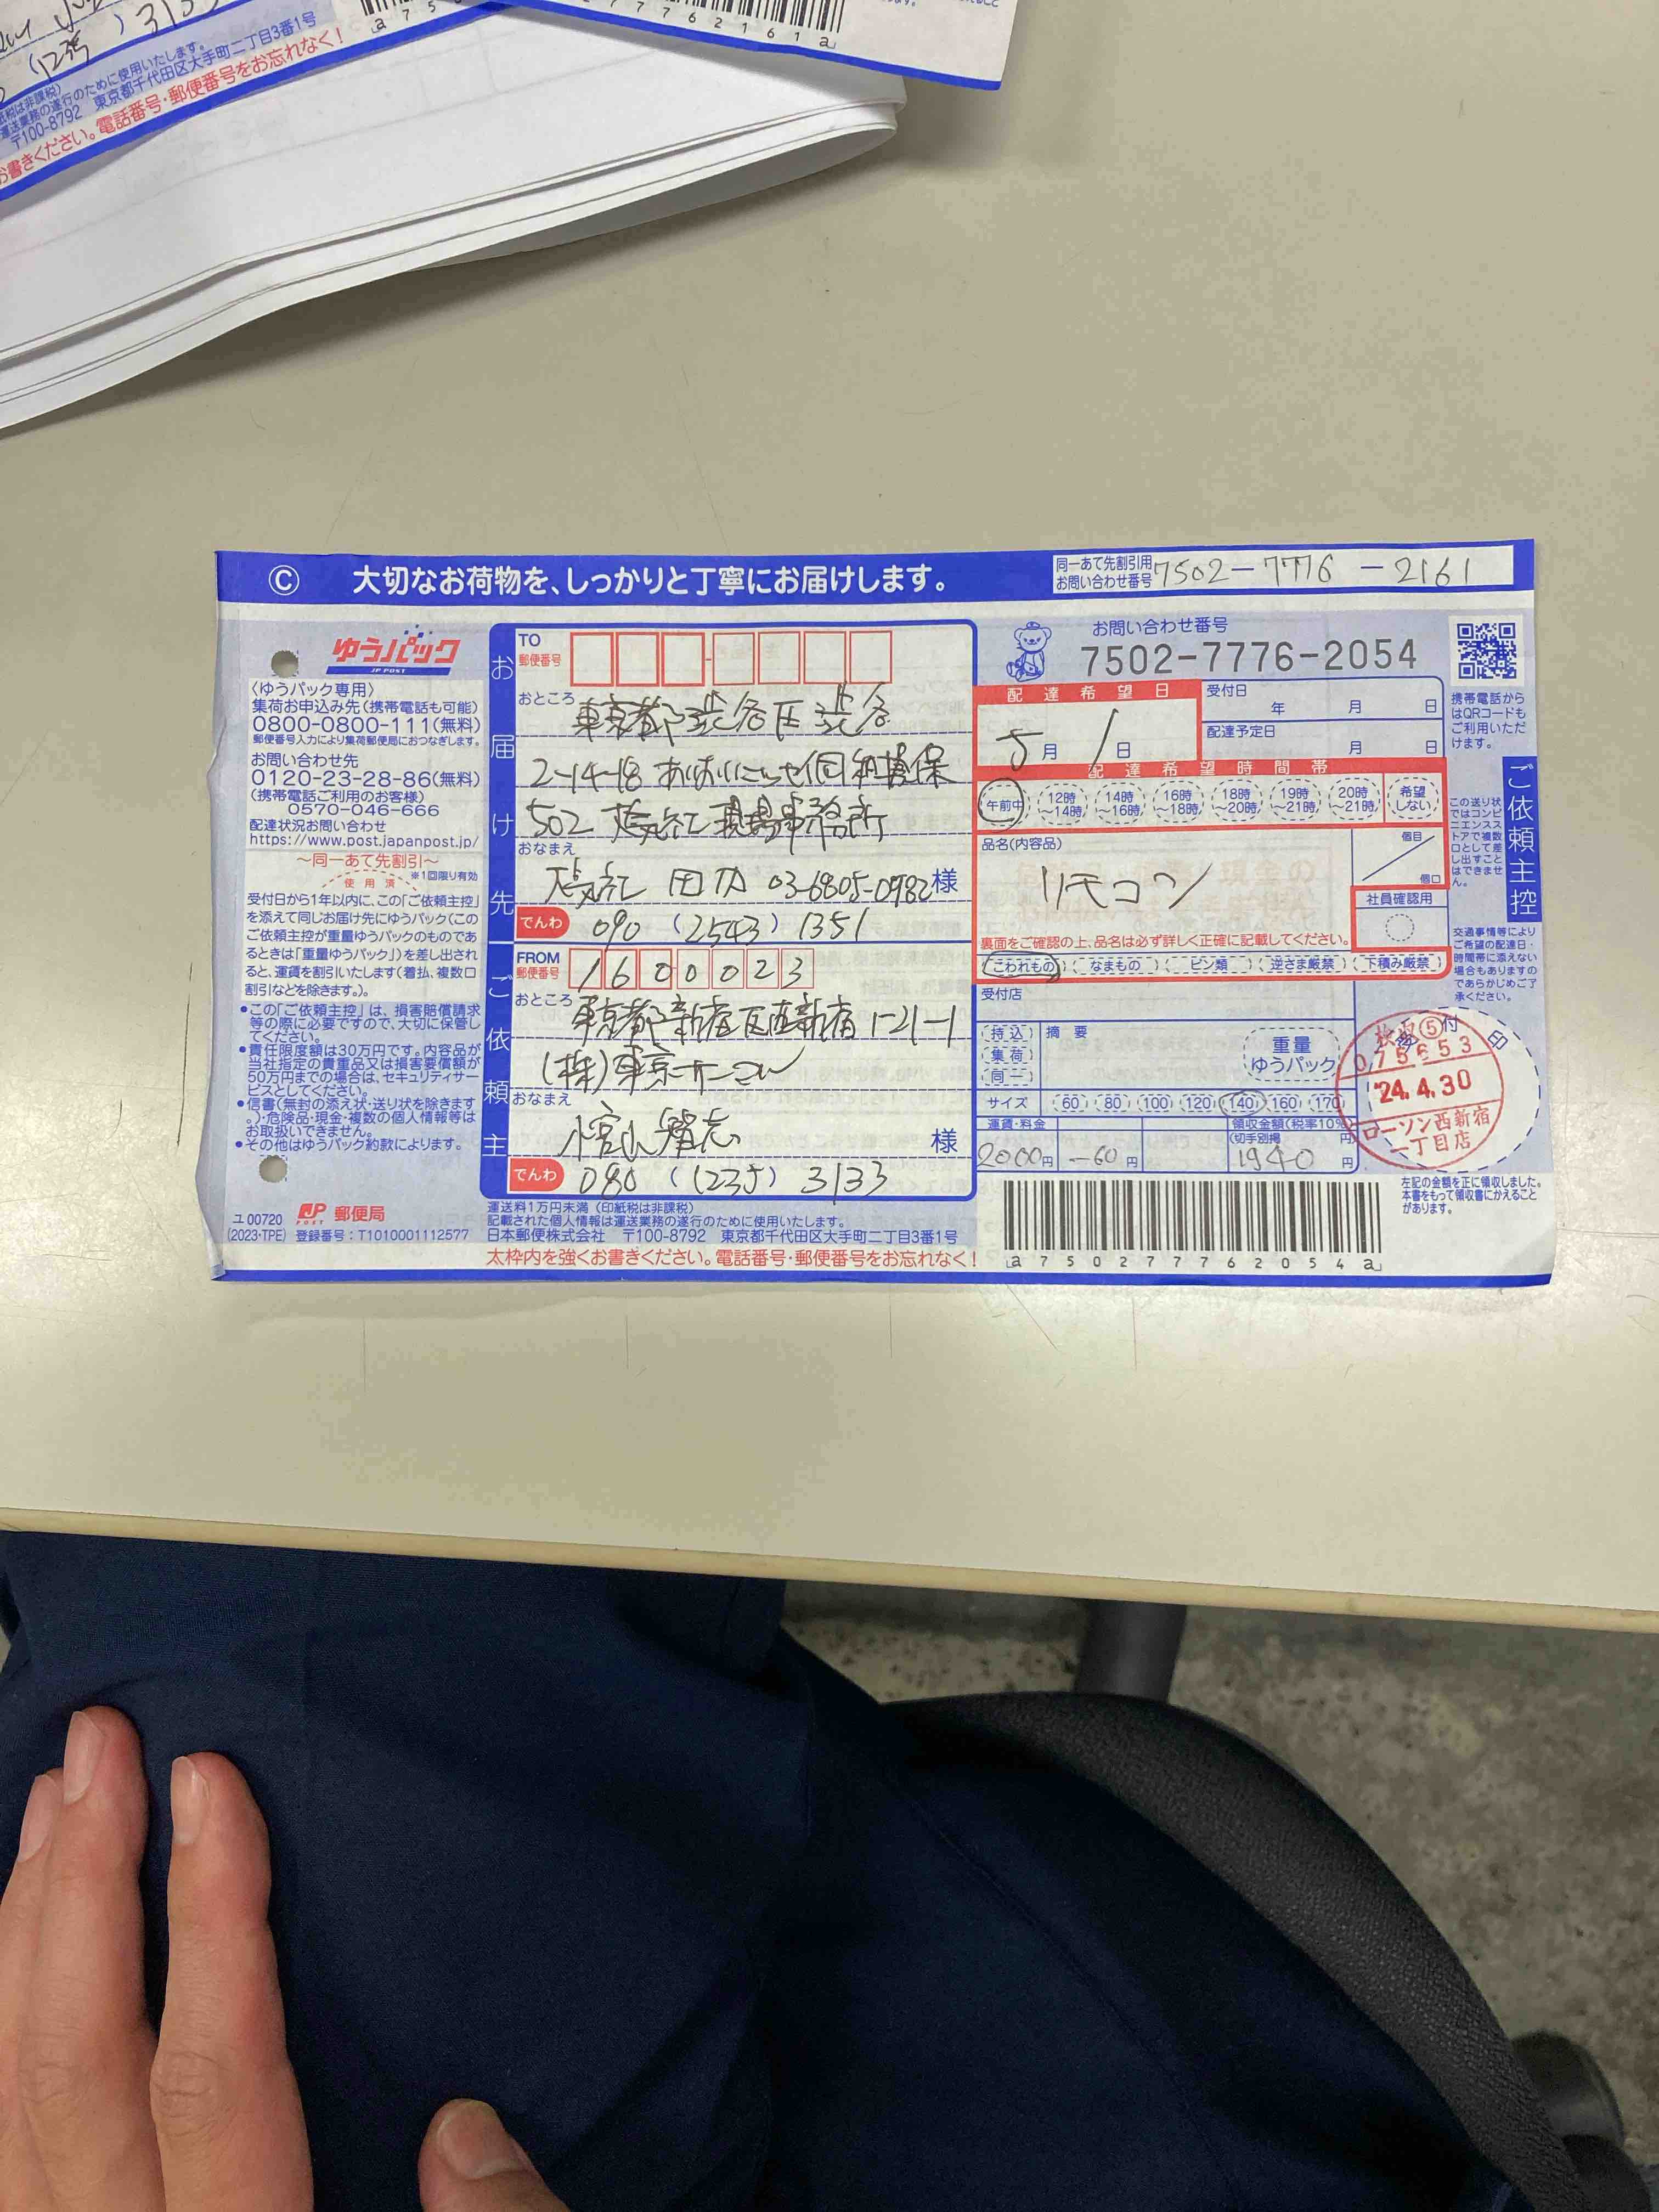 7 7 7 6 2 1 6 1 a
(123
) 313
運送業務の遂行のために使用いたします。
〒100-8792 東京都千代田区大手町二丁目3番1号
お書きください。電話番号・郵便番号をお忘れなく!
Ⓒ 大切なお荷物を、しっかりと丁寧にお届けします。
同一あて先割引用
お問い合わせ番号 7502-7776-2161
ゆうパック
JP POST
〈ゆうパック専用〉
集荷お申込み先(携帯電話も可能)
0800-0800-111(無料)
郵便番号入力により集荷郵便局におつなぎします。
お問い合わせ先
0120-23-28-86(無料)
(携帯電話ご利用のお客様)
0570-046-666
配達状況お問い合わせ
https://www.post.japanpost.jp/
〜同一あて先割引〜
使用済 ※1回限り有効
受付日から1年以内に、この「ご依頼主控」
を添えて同じお届け先にゆうパック(この
ご依頼主控が重量ゆうパックのものであ
るときは「重量ゆうパック」)を差し出され
ると、運賃を割引いたします(着払、複数口
割引などを除きます。)。
●この「ご依頼主控」は、損害賠償請求
等の際に必要ですので、大切に保管し
てください。
●責任限度額は30万円です。内容品が
当社指定の貴重品又は損害要償額が
50万円までの場合は、セキュリティサー
ビスとしてください。
●信書(無封の添え状・送り状を除きます
。)・危険品・現金・複数の個人情報等は
お取扱いできません。
●その他はゆうパック約款によります。
ユ00720
(2023・TPE)
JP POST 郵便局
登録番号:T1010001112577
お届け先
TO
郵便番号
おところ
東京都渋谷区渋谷
2-14-18
502 現場事務所
おなまえ
03-6805-0982 様
でんわ 090 (2543) 1351
ご依頼主
FROM
郵便番号 1600023
おところ
東京都新宿区西新宿1-21-1
(株)東京
おなまえ
様
でんわ 080 (1235) 3133
運送料1万円未満(印紙税は非課税)
記載された個人情報は運送業務の遂行のために使用いたします。
日本郵便株式会社 〒100-8792 東京都千代田区大手町二丁目3番1号
太枠内を強くお書きください。電話番号・郵便番号をお忘れなく!
お問い合わせ番号
7502-7776-2054
配達希望日
5月 1日
受付日
年 月 日
配達予定日
月 日
配達希望時間帯
午前中 12時〜14時 14時〜16時 16時〜18時 18時〜20時 19時〜21時 20時〜21時 希望しない
品名(内容品)
リモコン
個目
個口
裏面をご確認の上、品名は必ず詳しく正確に記載してください。
社員確認用
こわれもの なまもの ビン類 逆さま厳禁 下積み厳禁
受付店
持込 摘要
集荷
同一
重量
ゆうパック
サイズ 60 80 100 120 140 160 170
運賃・料金
2000円 -60円
領収金額(税率10%)
(切手別掲 円)
1940円
受付印
⑤
075653
'24.4.30
ローソン西新宿
一丁目店
左記の金額を正に領収しました。
本書をもって領収書にかえること
があります。
a 7 5 0 2 7 7 7 6 2 0 5 4 a
携帯電話から
はQRコードも
ご利用いただ
けます。
この送り状
ではコンビ
ニエンスス
トアで複数
口として差
し出すこと
はできませ
ん。
交通事情等により
ご希望の配達日・
時間帯に添えない
場合もありますの
であらかじめご了
承ください。
ご依頼主控